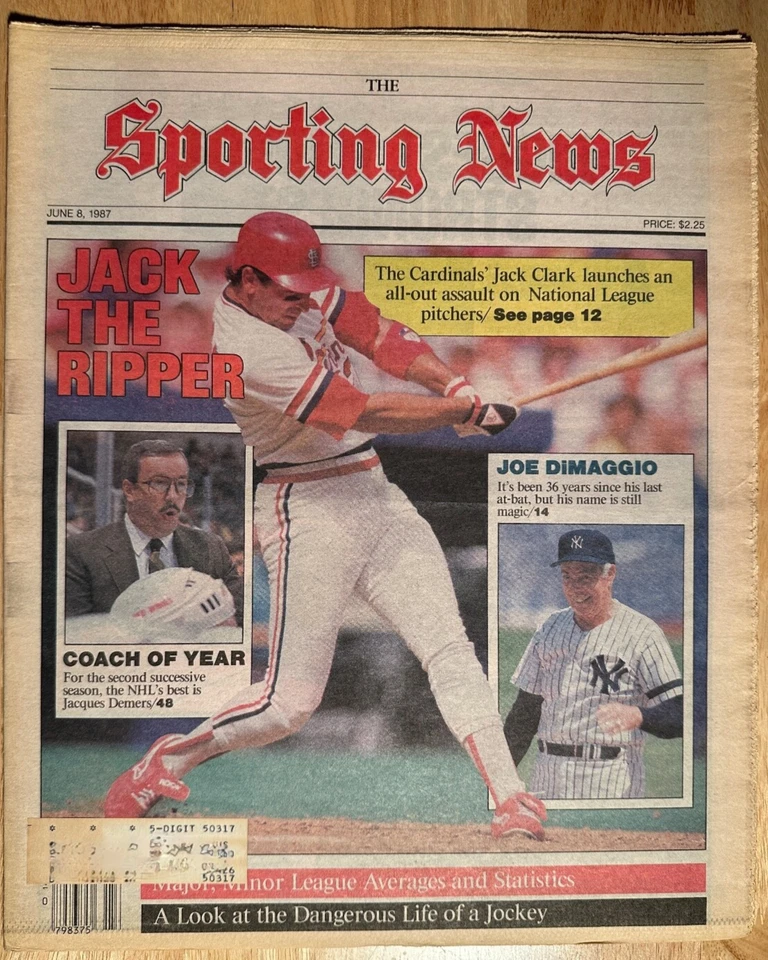 THE
Sporting News
JUNE 8, 1987
PRICE: $2.25
JACK
THE
RIPPER
The Cardinals' Jack Clark launches an
all-out assault on National League
pitchers/See page 12
COACH OF YEAR
For the second successive
season, the NHL's best is
Jacques Demers/48
JOE DiMAGGIO
It's been 36 years since his last
at-bat, but his name is still
magic/14
5-DIGIT 50317
50317
Major, Minor League Averages and Statistics
A Look at the Dangerous Life of a Jockey
798375